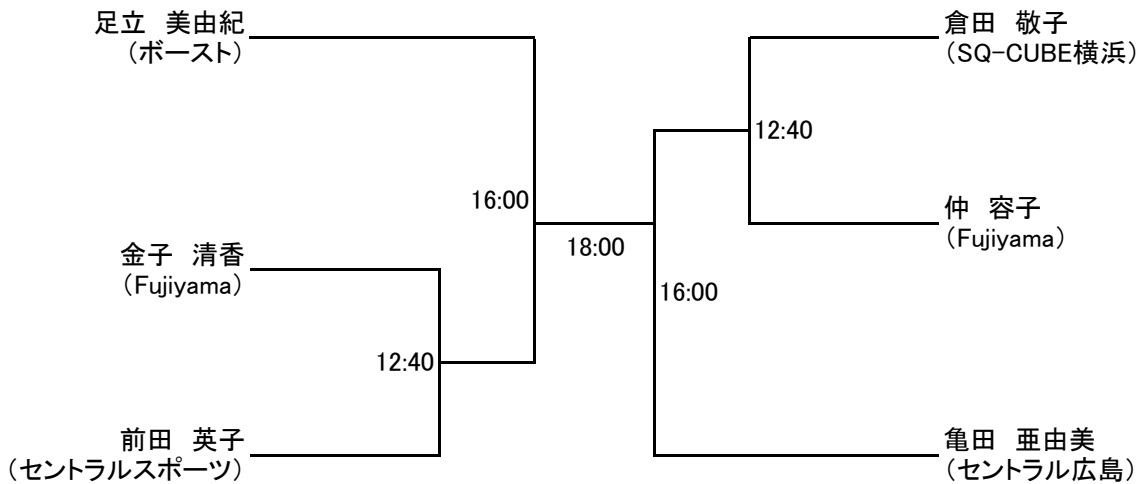 足立　美由紀
（ボースト）
16:00
金子　清香
（Fujiyama）
12:40
前田　英子
（セントラルスポーツ）
18:00
倉田　敬子
（SQ-CUBE横浜）
12:40
仲　容子
（Fujiyama）
16:00
亀田　亜由美
（セントラル広島）